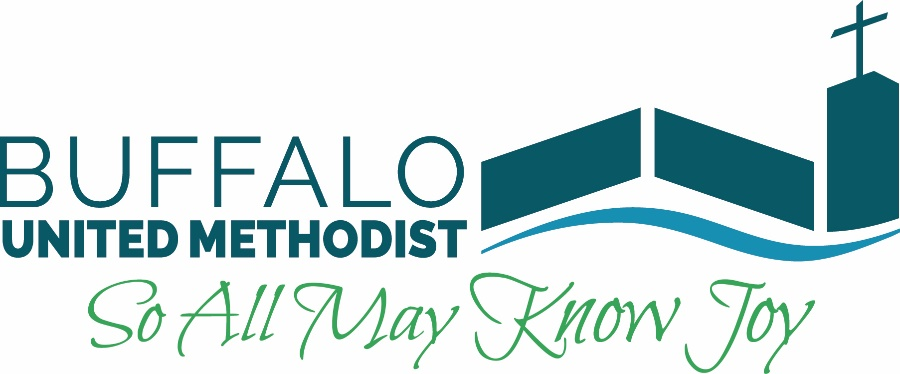 BUFFALO
UNITED METHODIST
So All May Know Joy